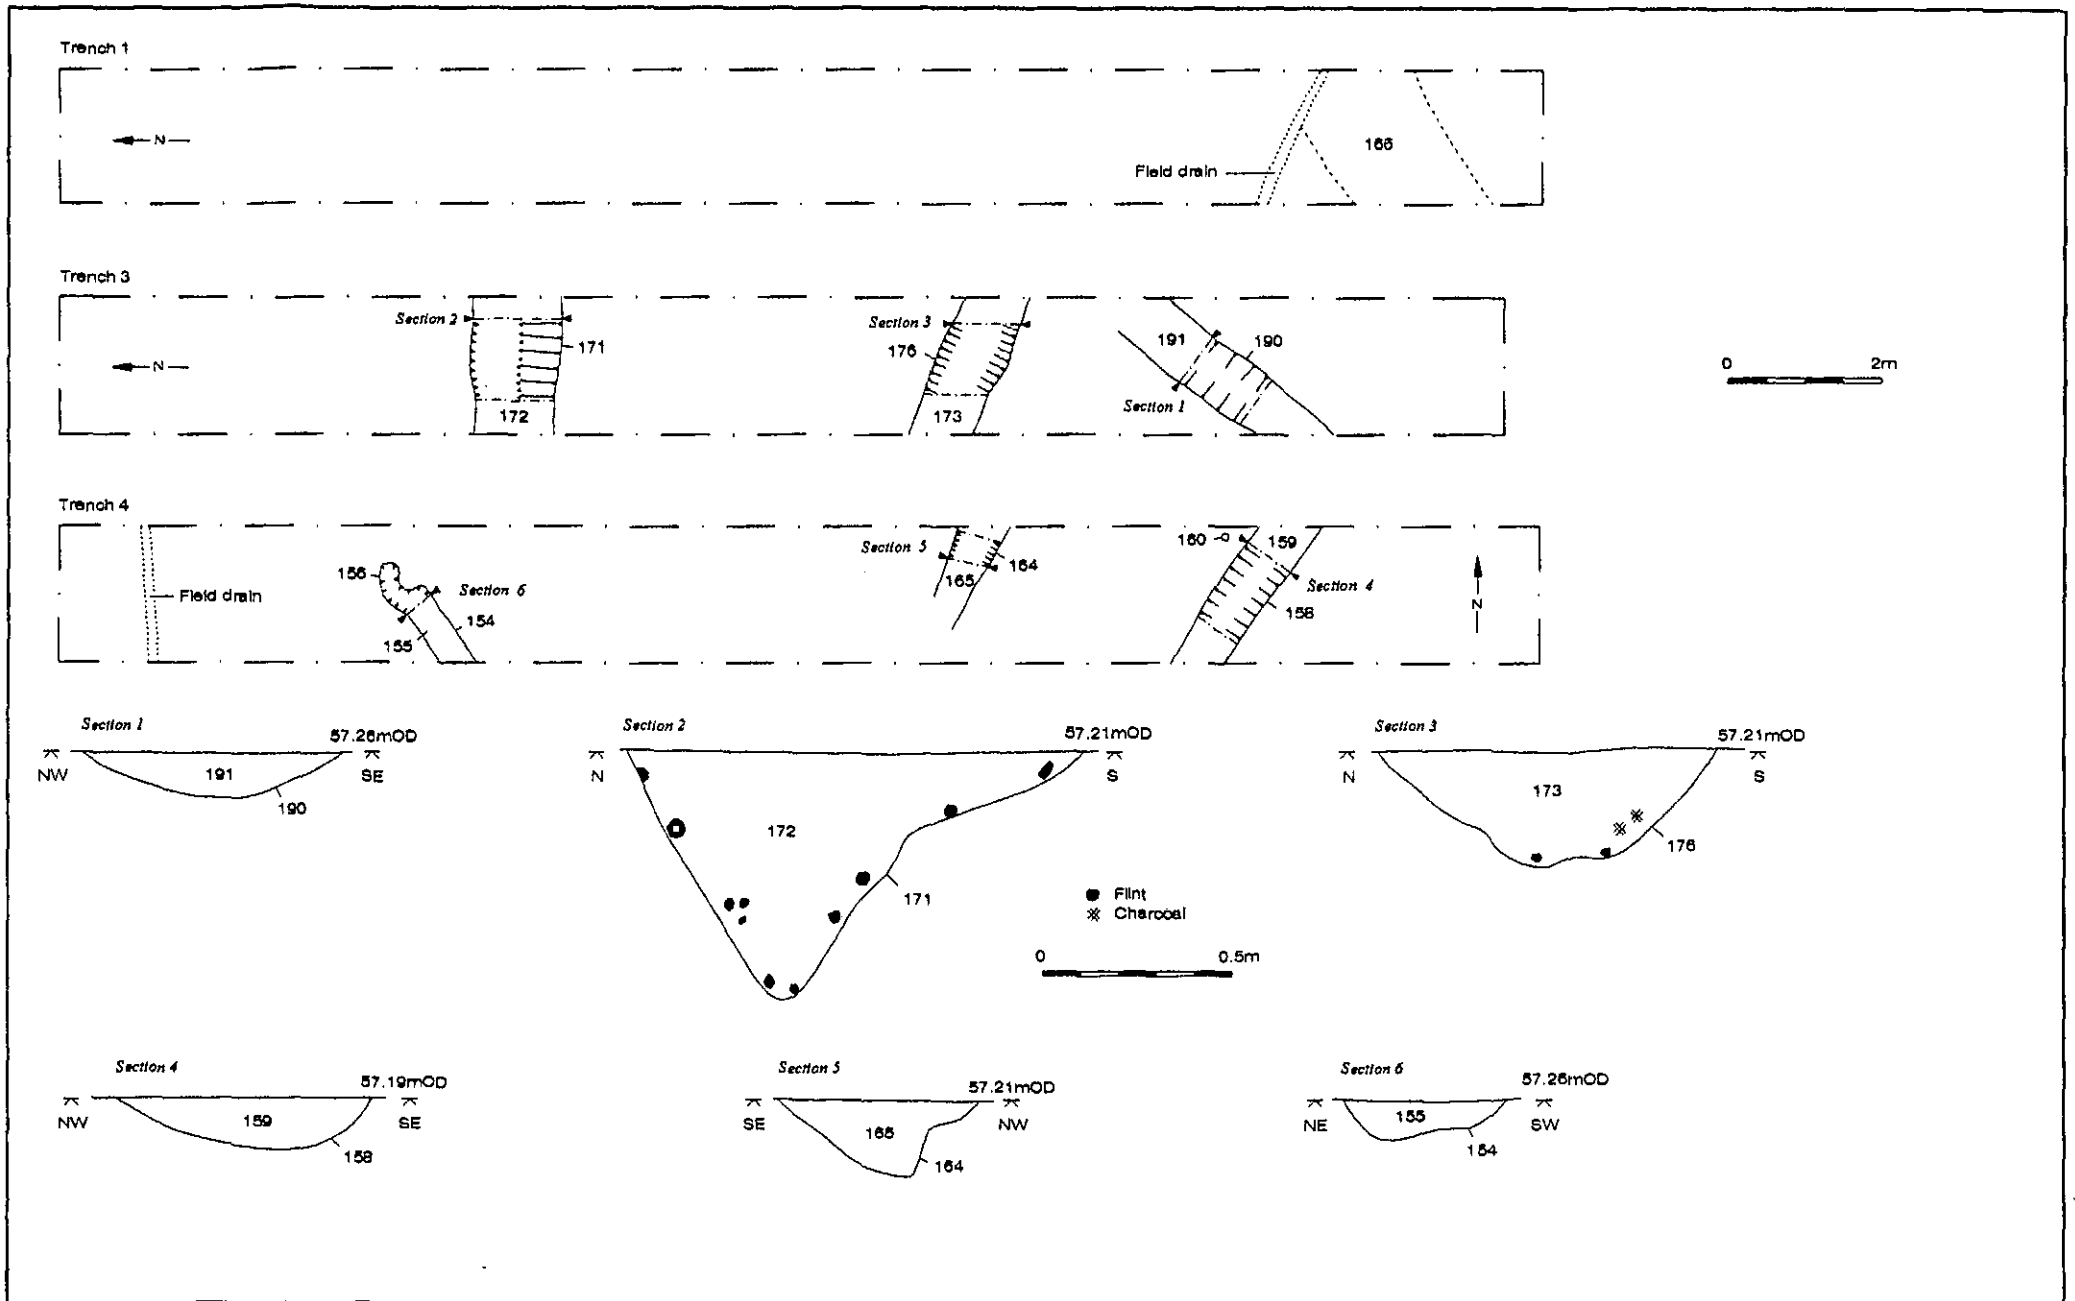 Trench 1
N
166
Field drain
Trench 3
Section 2
171
172
N
Section 3
176
173
191
190
Section 1
0 2m
Trench 4
Field drain
156
Section 6
154
155
Section 5
164
165
160
159
Section 4
158
N
Section 1
57.26mOD
NW
SE
191
190
Section 2
57.21mOD
N
S
172
171
Flint
Charcoal
0 0.5m
Section 3
57.21mOD
N
S
173
176
Section 4
57.19mOD
NW
SE
159
158
Section 5
57.21mOD
SE
NW
165
164
Section 6
57.26mOD
NE
SW
155
154